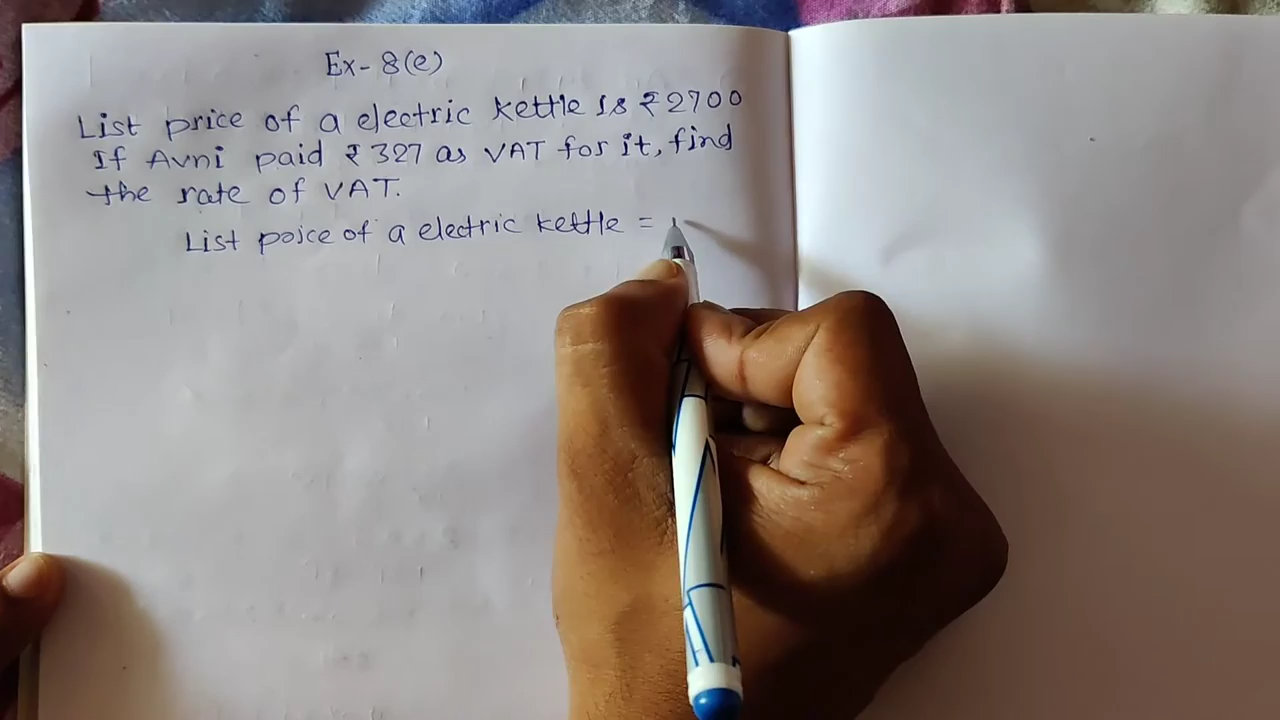 Ex- 8(e)
List price of a electric kettle is ₹2700
If Avni paid ₹327 as VAT for it, find
the rate of VAT.
List poice of a electric kettle =